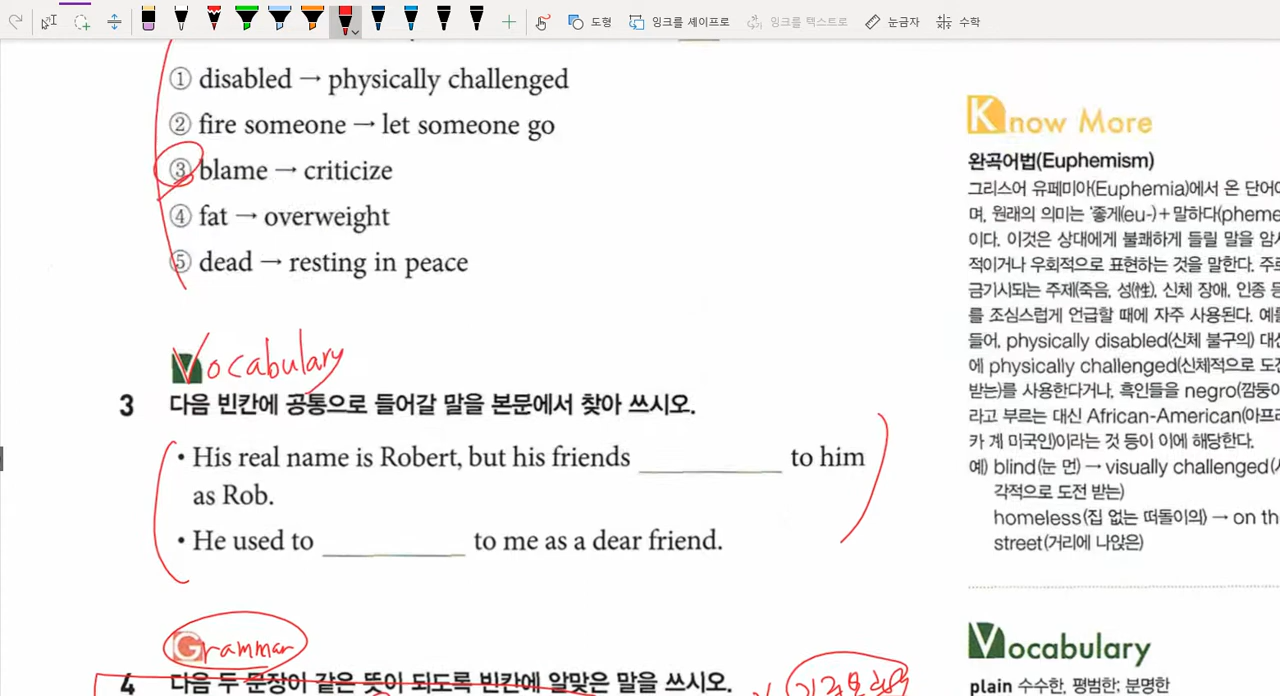 도형
잉크를 셰이프로
잉크를 텍스트로
눈금자
수학
① disabled → physically challenged
② fire someone → let someone go
③ blame → criticize
④ fat → overweight
⑤ dead → resting in peace
Vocabulary
3 다음 빈칸에 공통으로 들어갈 말을 본문에서 찾아 쓰시오.
• His real name is Robert, but his friends __________ to him
as Rob.
• He used to __________ to me as a dear friend.
Grammar
4 다음 두 문장이 같은 뜻이 되도록 빈칸에 알맞은 말을 쓰시오.
Know More
완곡어법(Euphemism)
그리스어 유페미아(Euphemia)에서 온 단어이
며, 원래의 의미는 '좋게(eu-)+말하다(pheme
이다. 이것은 상대에게 불쾌하게 들릴 말을 암시
적이거나 우회적으로 표현하는 것을 말한다. 주로
금기시되는 주제(죽음, 성(性), 신체 장애, 인종 등
를 조심스럽게 언급할 때에 자주 사용된다. 예를
들어, physically disabled(신체 불구의) 대신
에 physically challenged(신체적으로 도전
받는)를 사용한다거나, 흑인들을 negro(깜둥이
라고 부르는 대신 African-American(아프리
카 계 미국인)이라는 것 등이 이에 해당한다.
예) blind(눈 먼) → visually challenged(시
각적으로 도전 받는)
homeless(집 없는 떠돌이의) → on th
street(거리에 나앉은)
Vocabulary
plain 수수한, 평범한; 분명한